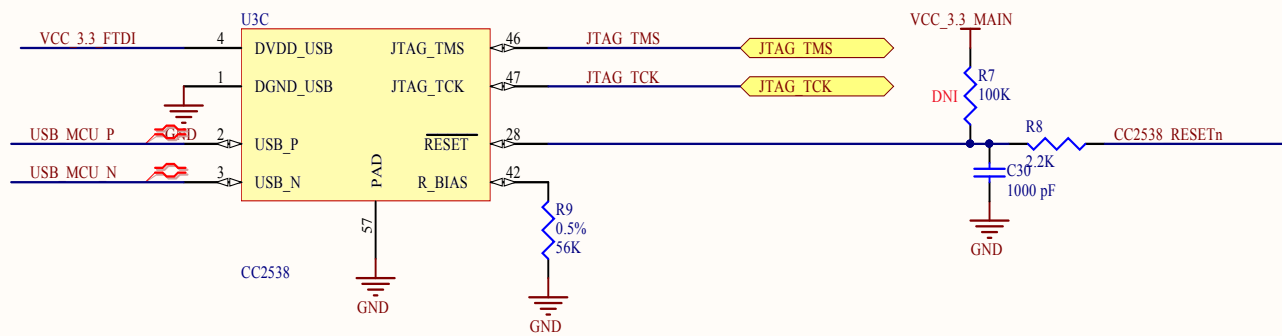 U3C
VCC_3.3_MAIN
VCC_3.3_FTDI
4
DVDD_USB
JTAG_TMS
46
JTAG_TMS
JTAG_TMS
1
DGND_USB
JTAG_TCK
47
JTAG_TCK
JTAG_TCK
R7
100K
DNI
USB_MCU_P
GND
2
USB_P
RESET
28
R8
2.2K
CC2538_RESETn
USB_MCU_N
3
USB_N
PAD
R_BIAS
42
C30
1000 pF
57
R9
0.5%
56K
GND
CC2538
GND
GND